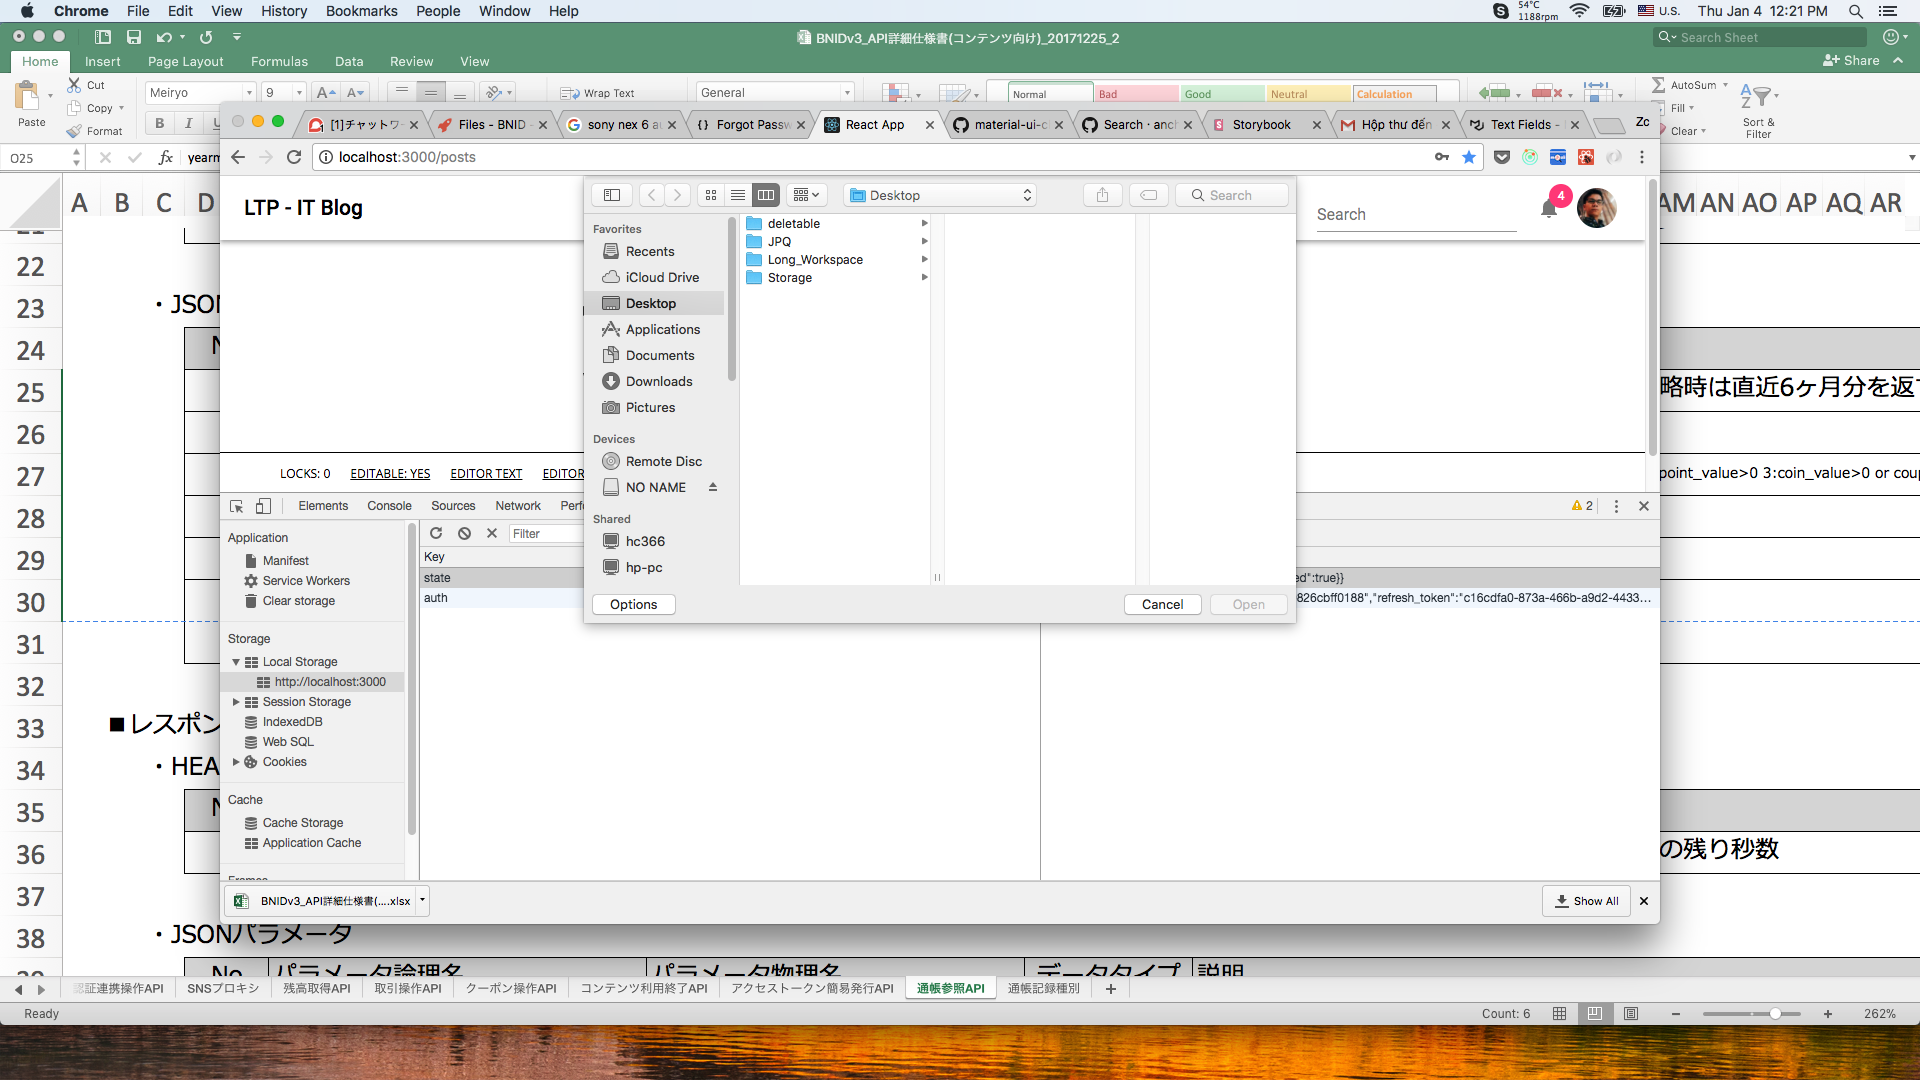 Chrome File Edit View History Bookmarks People Window Help 54°C 1188rpm U.S. Thu Jan 4 12:21 PM
BNIDv3_API詳細仕様書(コンテンツ向け)_20171225_2 Search Sheet
Home Insert Page Layout Formulas Data Review View Share
Paste Cut Copy Format Meiryo 9 Wrap Text General Normal Bad Good Neutral Calculation AutoSum Fill Clear Sort & Filter
B I U
O25 fx yearm
[1]チャットワー Files - BNID - sony nex 6 au Forgot Passw React App material-ui-c Search · anch Storybook Hộp thư đến Text Fields - Zc
localhost:3000/posts
A B C D AM AN AO AP AQ AR
LTP - IT Blog
Search
4
Desktop
Search
Favorites
Recents
iCloud Drive
Desktop
Applications
Documents
Downloads
Pictures
Devices
Remote Disc
NO NAME
Shared
hc366
hp-pc
deletable
JPQ
Long_Workspace
Storage
Options Cancel Open
LOCKS: 0 EDITABLE: YES EDITOR TEXT EDITOR
Elements Console Sources Network Perf 2
Application
Manifest
Service Workers
Clear storage
Storage
Local Storage
http://localhost:3000
Session Storage
IndexedDB
Web SQL
Cookies
Cache
Cache Storage
Application Cache
Frames
Filter
Key
state ed":true}}
auth 826cbff0188","refresh_token":"c16cdfa0-873a-466b-a9d2-4433...
BNIDv3_API詳細仕様書(....xlsx Show All
21
22
23 ・JSON
24 N
25 略時は直近6ヶ月分を返
26
27 point_value>0 3:coin_value>0 or cou
28
29
30
31
32
33 ■レスポン
34 ・HEA
35 N
36 の残り秒数
37
38 ・JSONパラメータ
39 No パラメータ論理名 パラメータ物理名 データタイプ 説明
認証連携操作API SNSプロキシ 残高取得API 取引操作API クーポン操作API コンテンツ利用終了API アクセストークン簡易発行API 通帳参照API 通帳記録種別
Ready Count: 6 262%